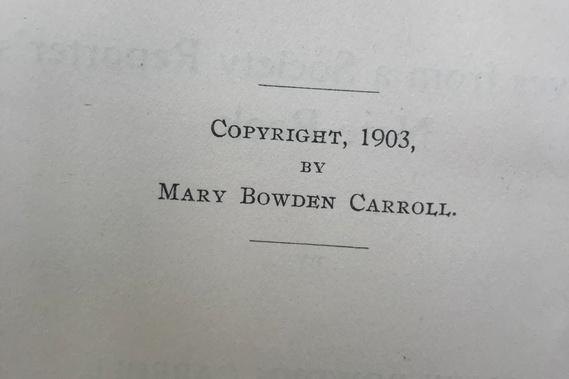 COPYRIGHT, 1903,
BY
MARY BOWDEN CARROLL.